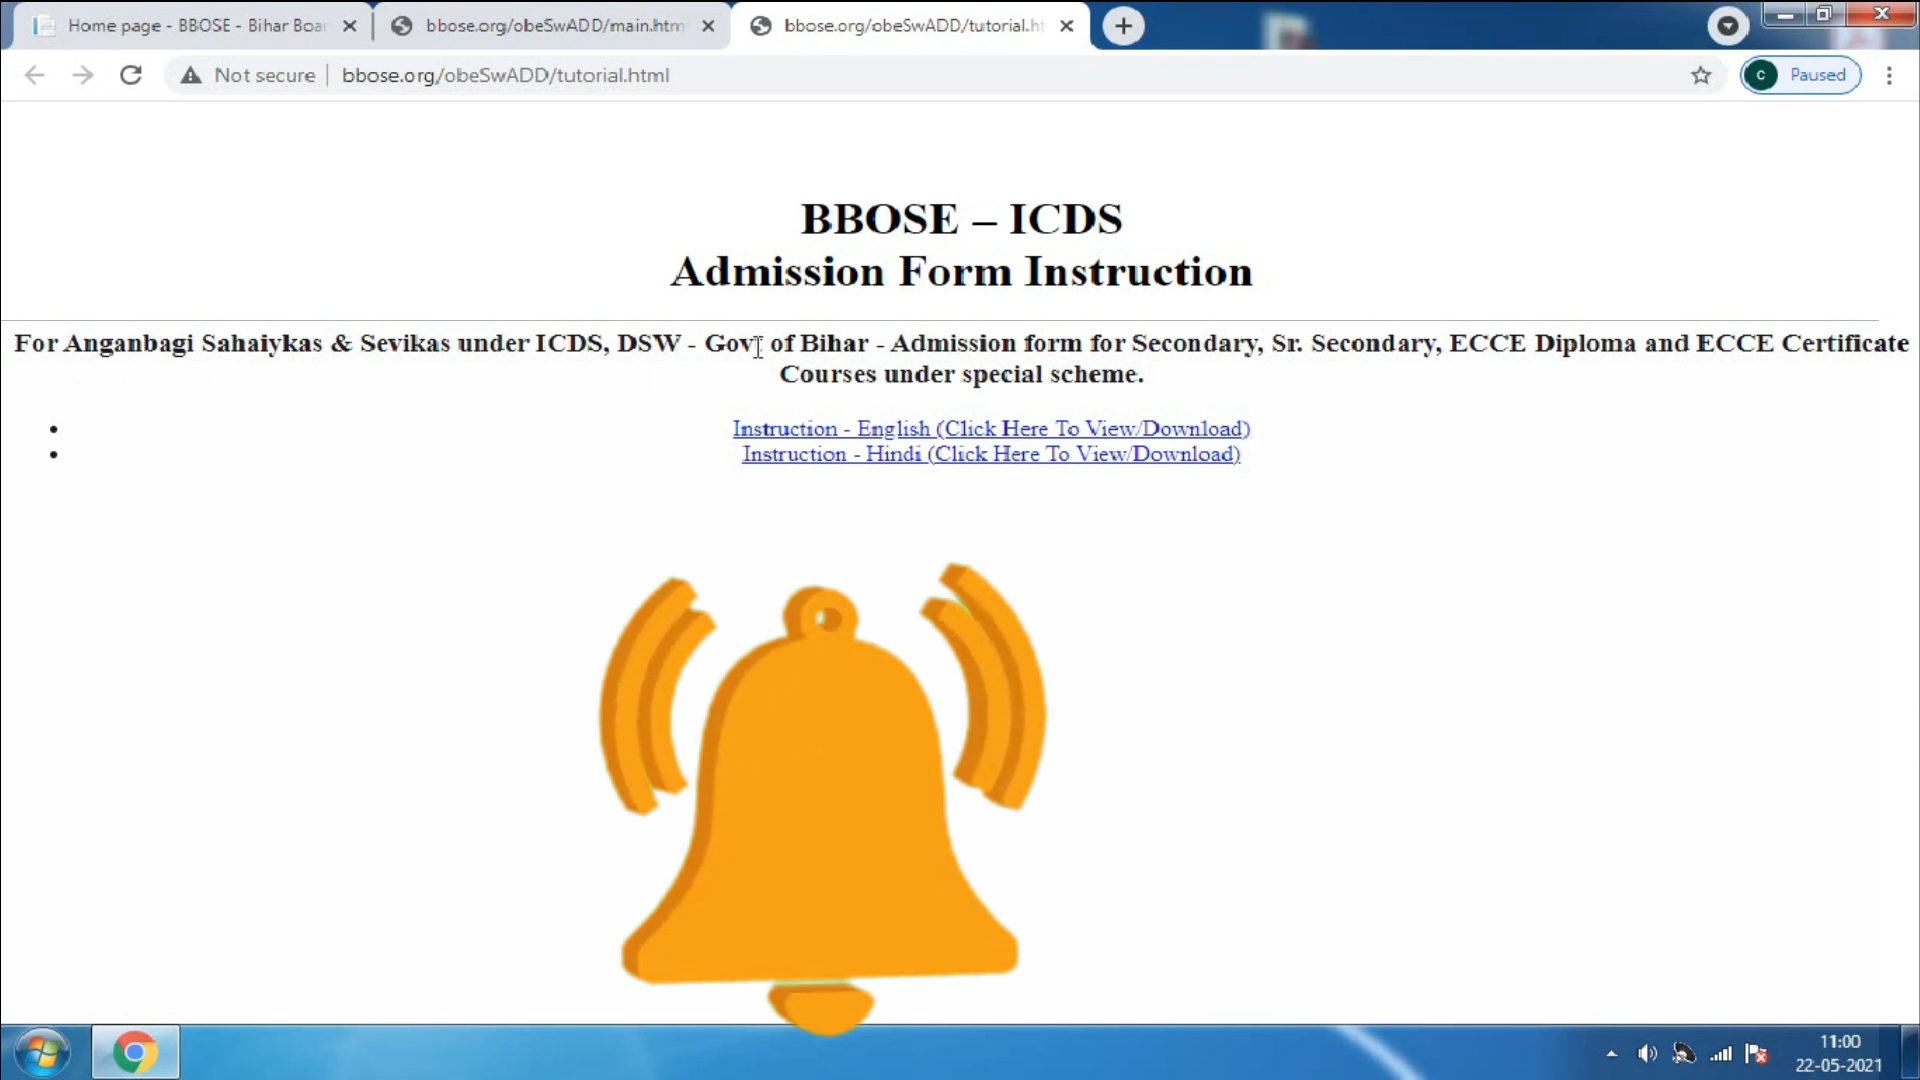 Home page - BBOSE - Bihar Boar
bbose.org/obeSwADD/main.htm
bbose.org/obeSwADD/tutorial.ht
Not secure
bbose.org/obeSwADD/tutorial.html
C
Paused
BBOSE – ICDS
Admission Form Instruction
For Anganbagi Sahaiykas & Sevikas under ICDS, DSW - Govt of Bihar - Admission form for Secondary, Sr. Secondary, ECCE Diploma and ECCE Certificate
Courses under special scheme.
Instruction - English (Click Here To View/Download)
Instruction - Hindi (Click Here To View/Download)
11:00
22-05-2021